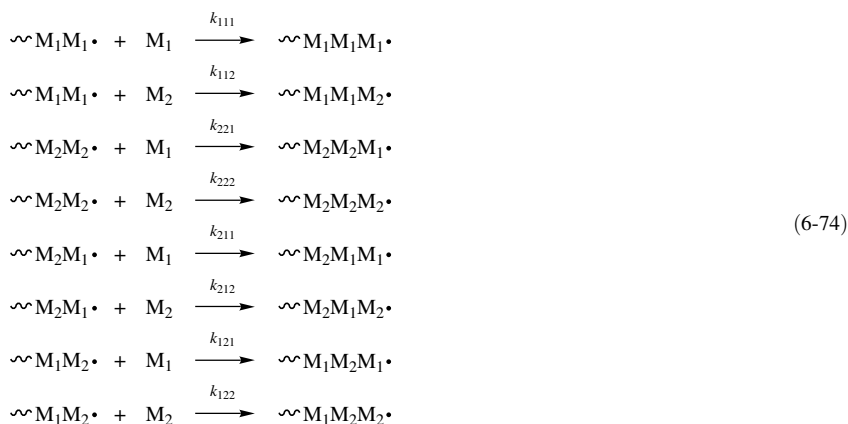 ~M₁M₁• + M₁ k₁₁₁ → ~M₁M₁M₁•
~M₁M₁• + M₂ k₁₁₂ → ~M₁M₁M₂•
~M₂M₂• + M₁ k₂₂₁ → ~M₂M₂M₁•
~M₂M₂• + M₂ k₂₂₂ → ~M₂M₂M₂•
(6-74)
~M₂M₁• + M₁ k₂₁₁ → ~M₂M₁M₁•
~M₂M₁• + M₂ k₂₁₂ → ~M₂M₁M₂•
~M₁M₂• + M₁ k₁₂₁ → ~M₁M₂M₁•
~M₁M₂• + M₂ k₁₂₂ → ~M₁M₂M₂•